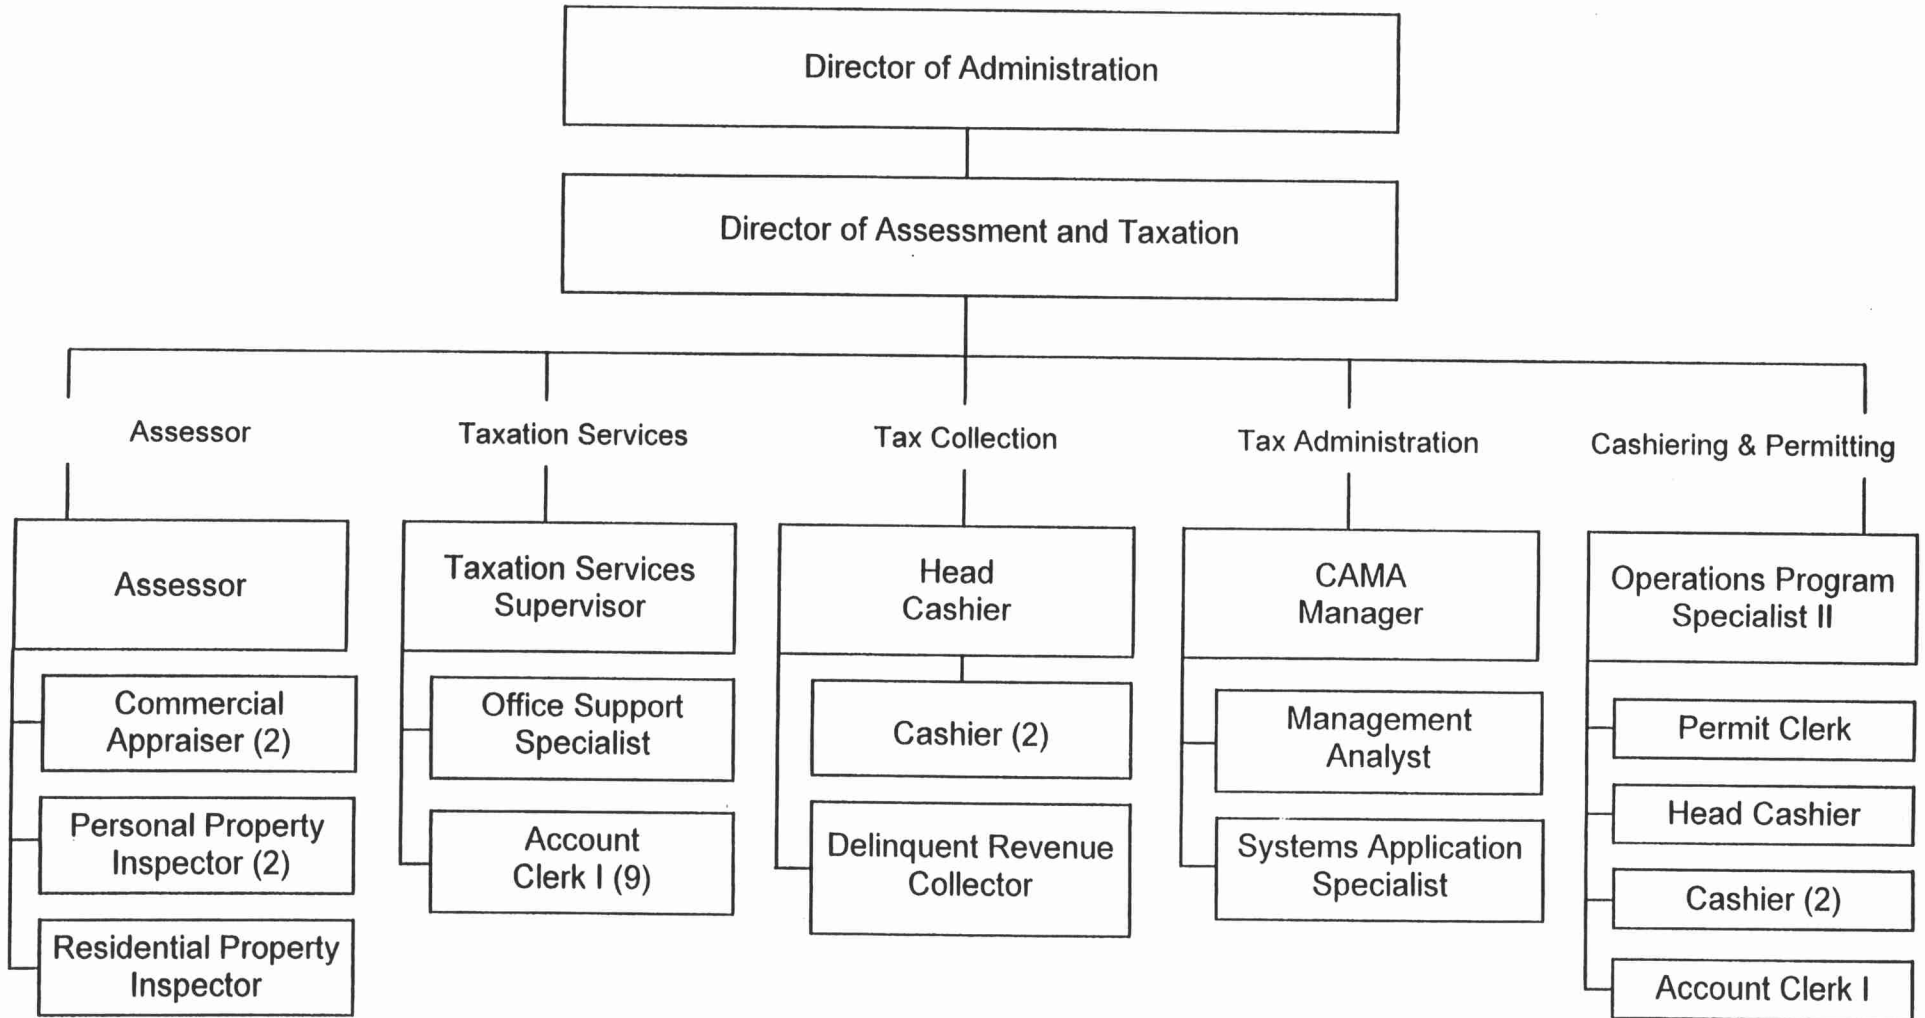 Director of Administration
Director of Assessment and Taxation
Assessor
Taxation Services
Tax Collection
Tax Administration
Cashiering & Permitting
Assessor
Commercial
Appraiser (2)
Personal Property
Inspector (2)
Residential Property
Inspector
Taxation Services
Supervisor
Office Support
Specialist
Account
Clerk I (9)
Head
Cashier
Cashier (2)
Delinquent Revenue
Collector
CAMA
Manager
Management
Analyst
Systems Application
Specialist
Operations Program
Specialist II
Permit Clerk
Head Cashier
Cashier (2)
Account Clerk I